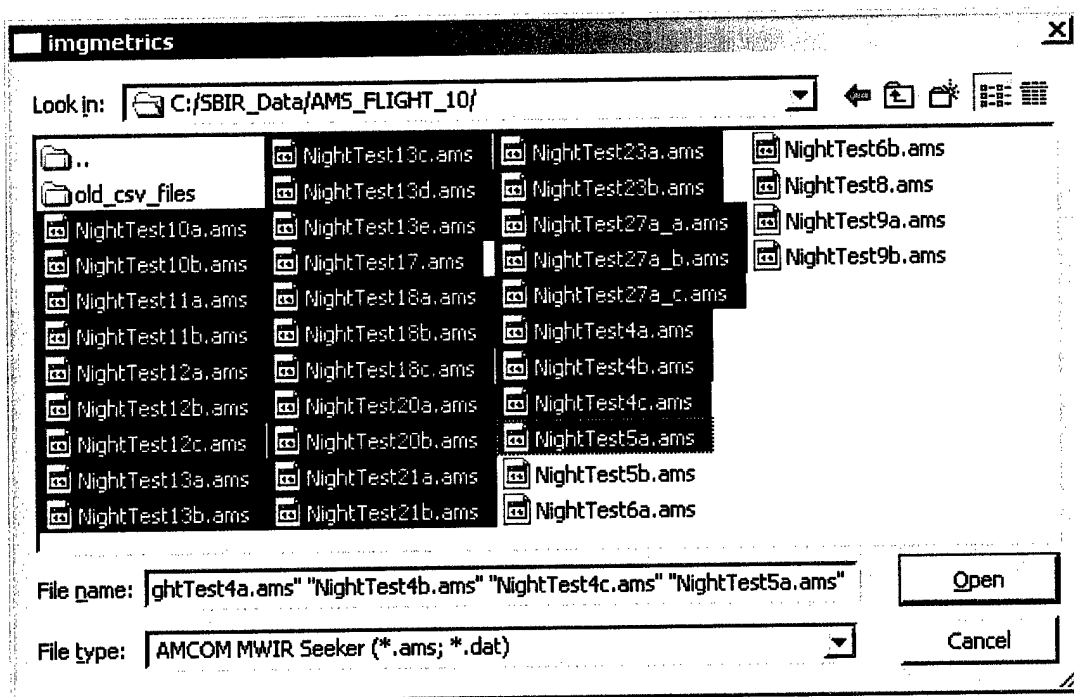 imgmetrics
Look in: C:/SBIR_Data/AMS_FLIGHT_10/
..
old_csv_files
NightTest10a.ams
NightTest10b.ams
NightTest11a.ams
NightTest11b.ams
NightTest12a.ams
NightTest12b.ams
NightTest12c.ams
NightTest13a.ams
NightTest13b.ams
NightTest13c.ams
NightTest13d.ams
NightTest13e.ams
NightTest17.ams
NightTest18a.ams
NightTest18b.ams
NightTest18c.ams
NightTest20a.ams
NightTest20b.ams
NightTest21a.ams
NightTest21b.ams
NightTest23a.ams
NightTest23b.ams
NightTest27a_a.ams
NightTest27a_b.ams
NightTest27a_c.ams
NightTest4a.ams
NightTest4b.ams
NightTest4c.ams
NightTest5a.ams
NightTest5b.ams
NightTest6a.ams
NightTest6b.ams
NightTest8.ams
NightTest9a.ams
NightTest9b.ams
File name: ghtTest4a.ams" "NightTest4b.ams" "NightTest4c.ams" "NightTest5a.ams" Open
File type: AMCOM MWIR Seeker (*.ams; *.dat) Cancel